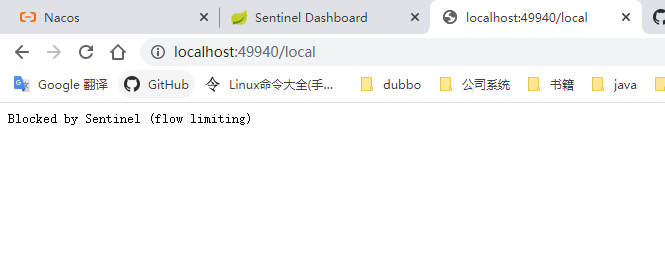 Nacos Sentinel Dashboard localhost:49940/local
localhost:49940/local
Google 翻译 GitHub 令 Linux命令大全(手... dubbo 公司系统 书籍 java
Blocked by Sentinel (flow limiting)